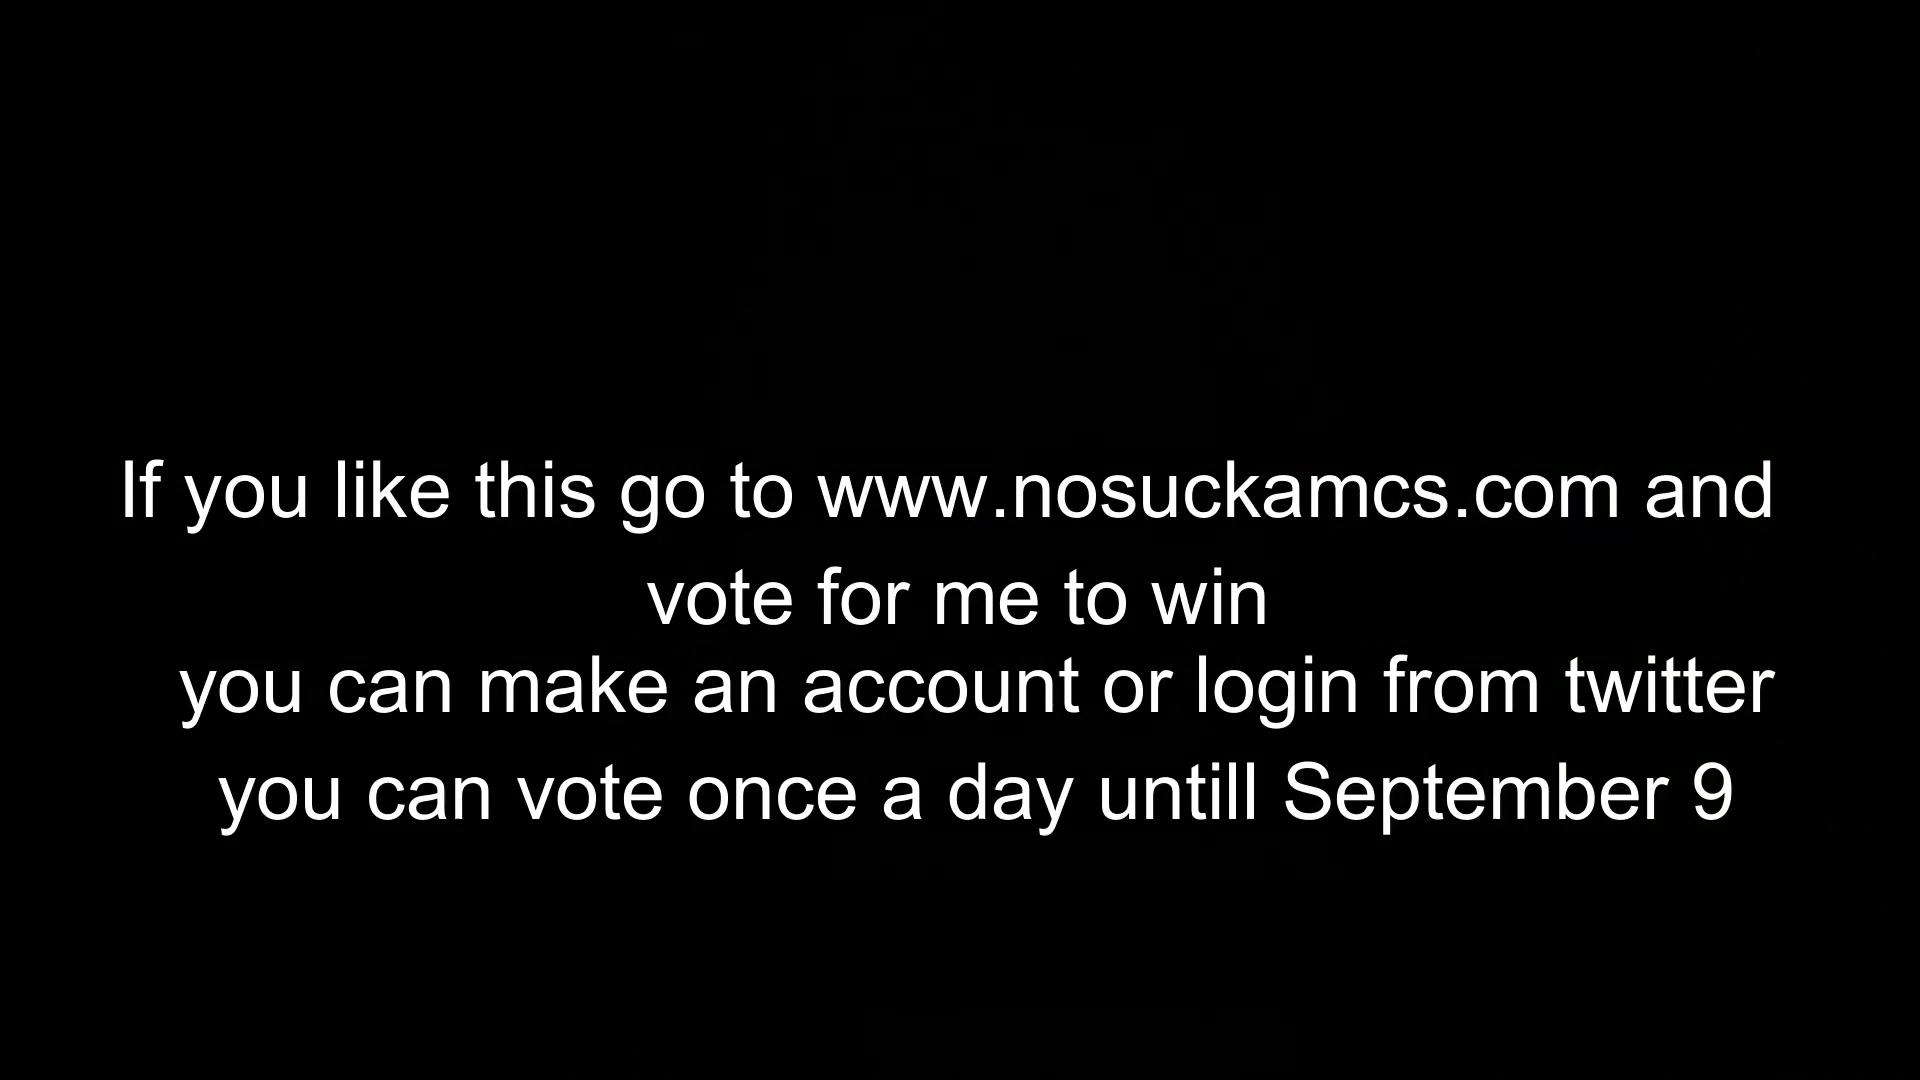 If you like this go to www.nosuckamcs.com and
vote for me to win
you can make an account or login from twitter
you can vote once a day untill September 9